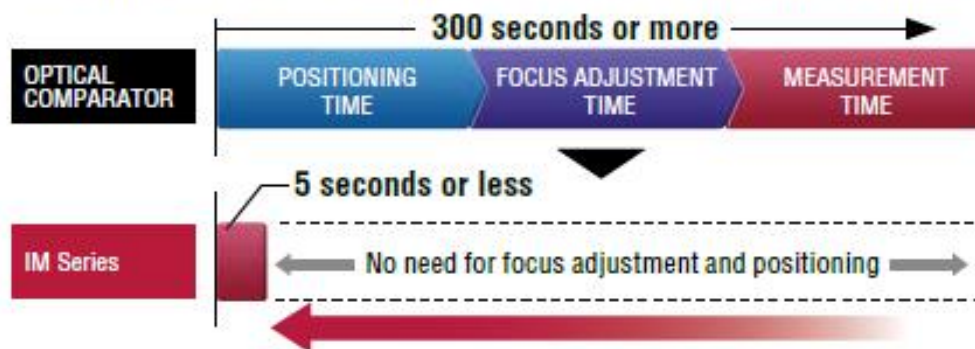 300 seconds or more
OPTICAL
COMPARATOR
POSITIONING
TIME
FOCUS ADJUSTMENT
TIME
MEASUREMENT
TIME
5 seconds or less
IM Series
No need for focus adjustment and positioning